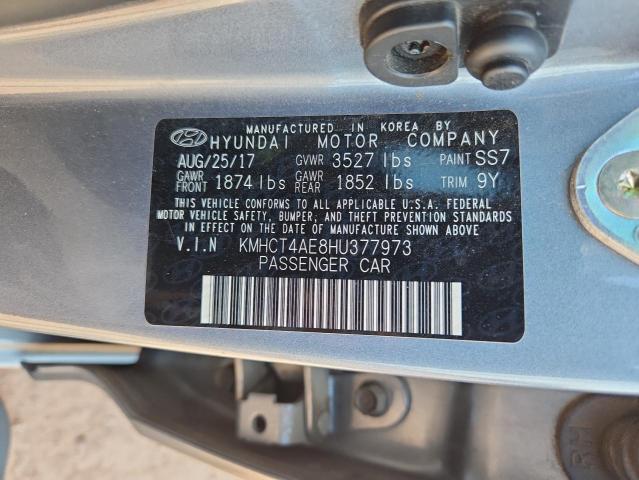 MANUFACTURED IN KOREA BY
HYUNDAI MOTOR COMPANY
AUG/25/17 GVWR 3527 lbs PAINT SS7
GAWR FRONT 1874 lbs GAWR REAR 1852 lbs TRIM 9Y
THIS VEHICLE CONFORMS TO ALL APPLICABLE U.S.A. FEDERAL
MOTOR VEHICLE SAFETY, BUMPER, AND THEFT PREVENTION STANDARDS
IN EFFECT ON THE DATE OF MANUFACTURE SHOWN ABOVE.
V.I.N KMHCT4AE8HU377973
PASSENGER CAR
RH